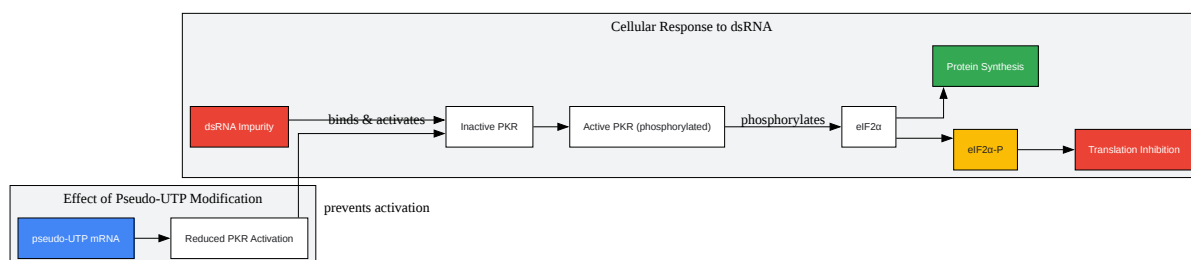 Cellular Response to dsRNA
Protein Synthesis
dsRNA Impurity
binds & activates
Inactive PKR
Active PKR (phosphorylated)
phosphorylates
eIF2α
eIF2α-P
Translation Inhibition
Effect of Pseudo-UTP Modification
prevents activation
pseudo-UTP mRNA
Reduced PKR Activation